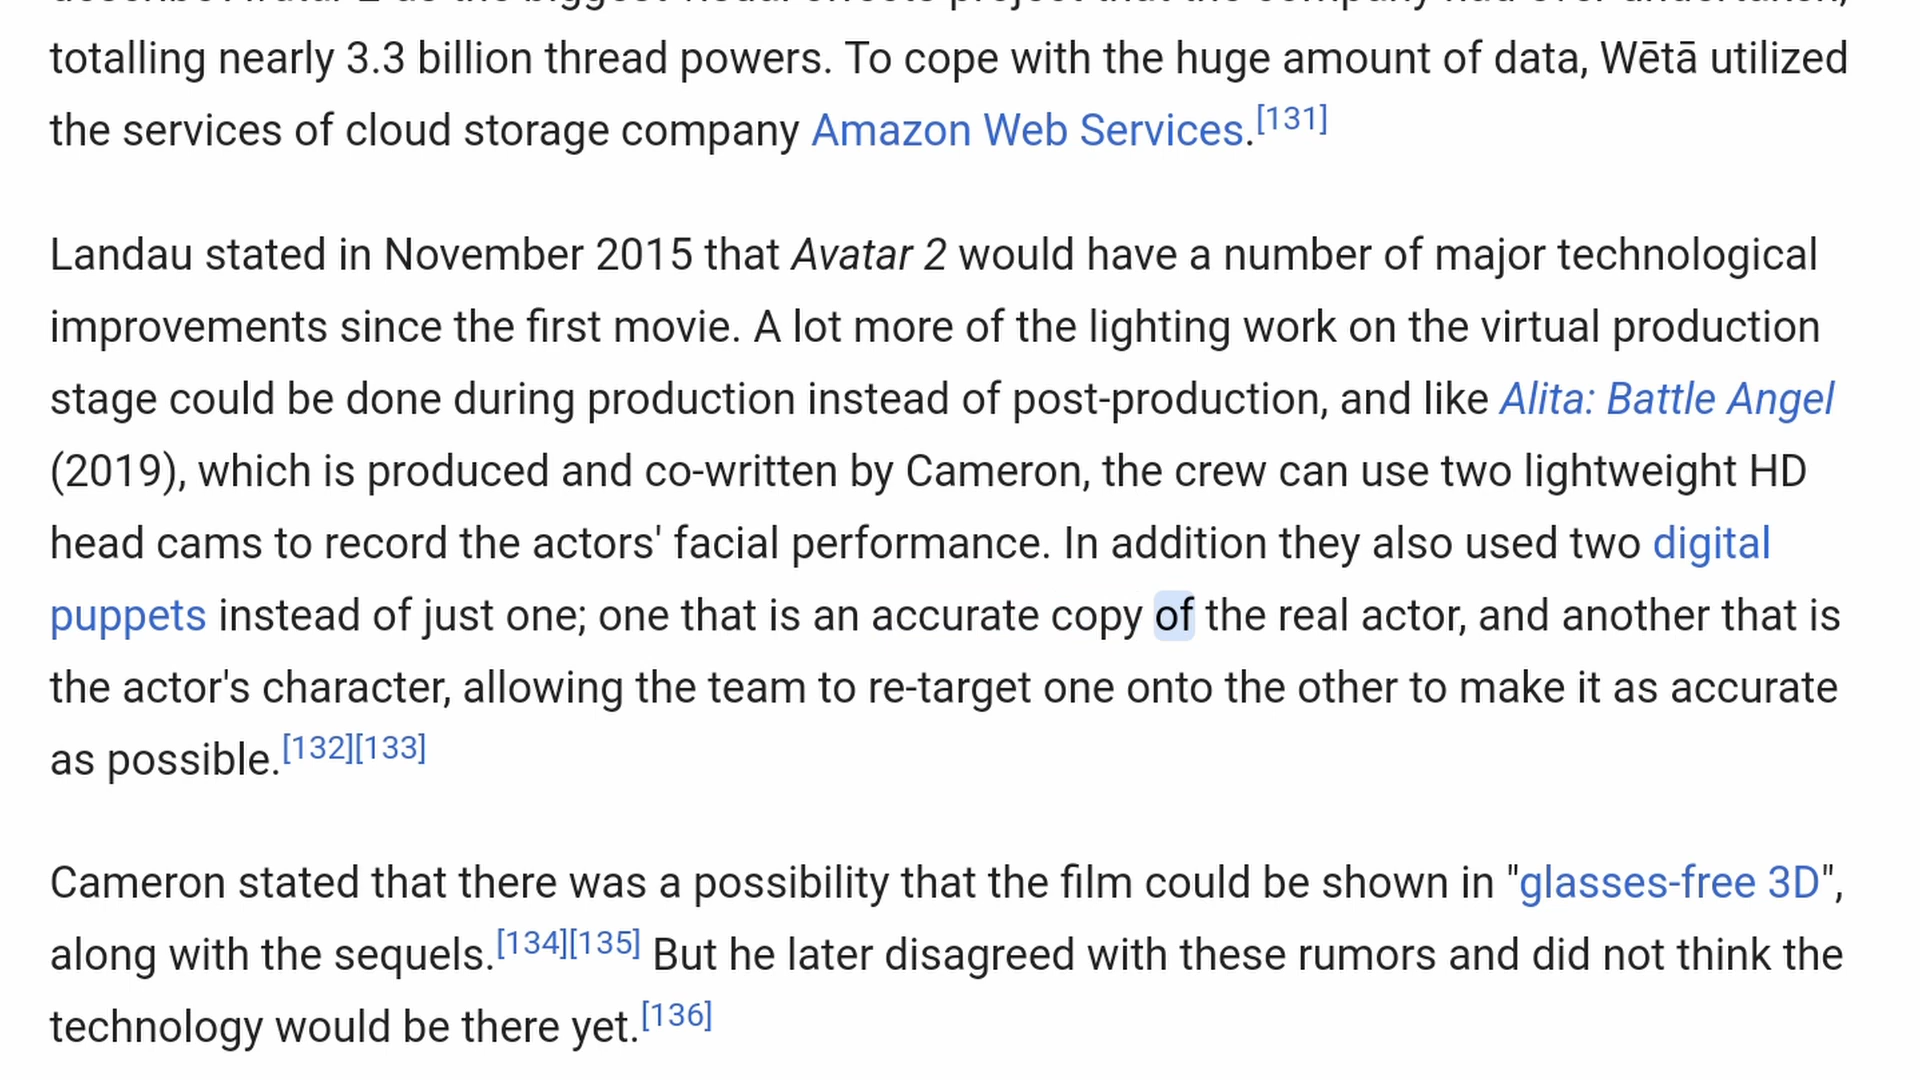 totalling nearly 3.3 billion thread powers. To cope with the huge amount of data, Wētā utilized
the services of cloud storage company Amazon Web Services.[131]
Landau stated in November 2015 that Avatar 2 would have a number of major technological
improvements since the first movie. A lot more of the lighting work on the virtual production
stage could be done during production instead of post-production, and like Alita: Battle Angel
(2019), which is produced and co-written by Cameron, the crew can use two lightweight HD
head cams to record the actors' facial performance. In addition they also used two digital
puppets instead of just one; one that is an accurate copy of the real actor, and another that is
the actor's character, allowing the team to re-target one onto the other to make it as accurate
as possible.[132][133]
Cameron stated that there was a possibility that the film could be shown in "glasses-free 3D",
along with the sequels.[134][135] But he later disagreed with these rumors and did not think the
technology would be there yet.[136]